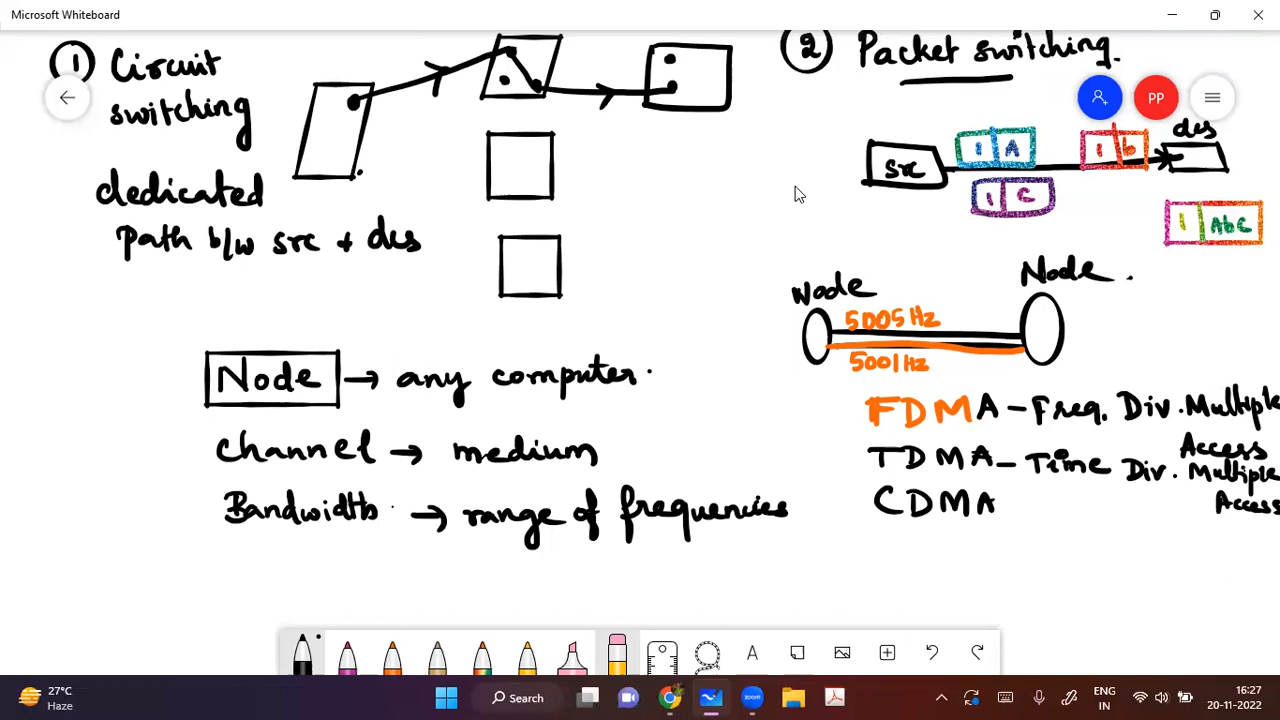 Microsoft Whiteboard
1 Circuit
switching
dedicated
path b/w src + des
Node → any computer.
channel → medium
Bandwidth → range of frequencies
2 Packet switching.
PP
src
1 A
1 b
1 C
des
1 AbC
Node
Node
5005 Hz
5001 Hz
FDMA - Freq. Div. Multiple
Access
TDMA - Time Div. Multiple
Access
CDMA
A
27°C
Haze
Search
zoom
ENG
IN
16:27
20-11-2022